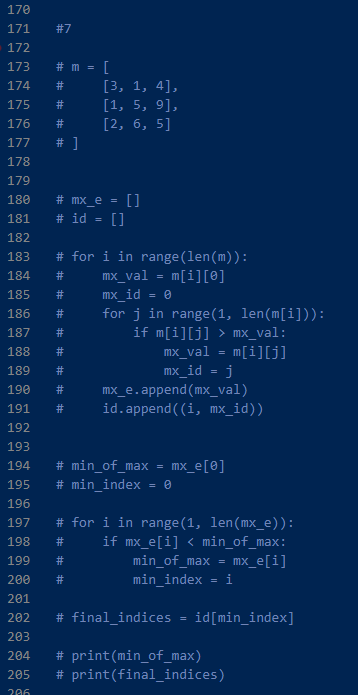 170
171 #7
172
173 # m = [
174 #     [3, 1, 4],
175 #     [1, 5, 9],
176 #     [2, 6, 5]
177 # ]
178
179
180 # mx_e = []
181 # id = []
182
183 # for i in range(len(m)):
184 #     mx_val = m[i][0]
185 #     mx_id = 0
186 #     for j in range(1, len(m[i])):
187 #         if m[i][j] > mx_val:
188 #             mx_val = m[i][j]
189 #             mx_id = j
190 #     mx_e.append(mx_val)
191 #     id.append((i, mx_id))
192
193
194 # min_of_max = mx_e[0]
195 # min_index = 0
196
197 # for i in range(1, len(mx_e)):
198 #     if mx_e[i] < min_of_max:
199 #         min_of_max = mx_e[i]
200 #         min_index = i
201
202 # final_indices = id[min_index]
203
204 # print(min_of_max)
205 # print(final_indices)
206